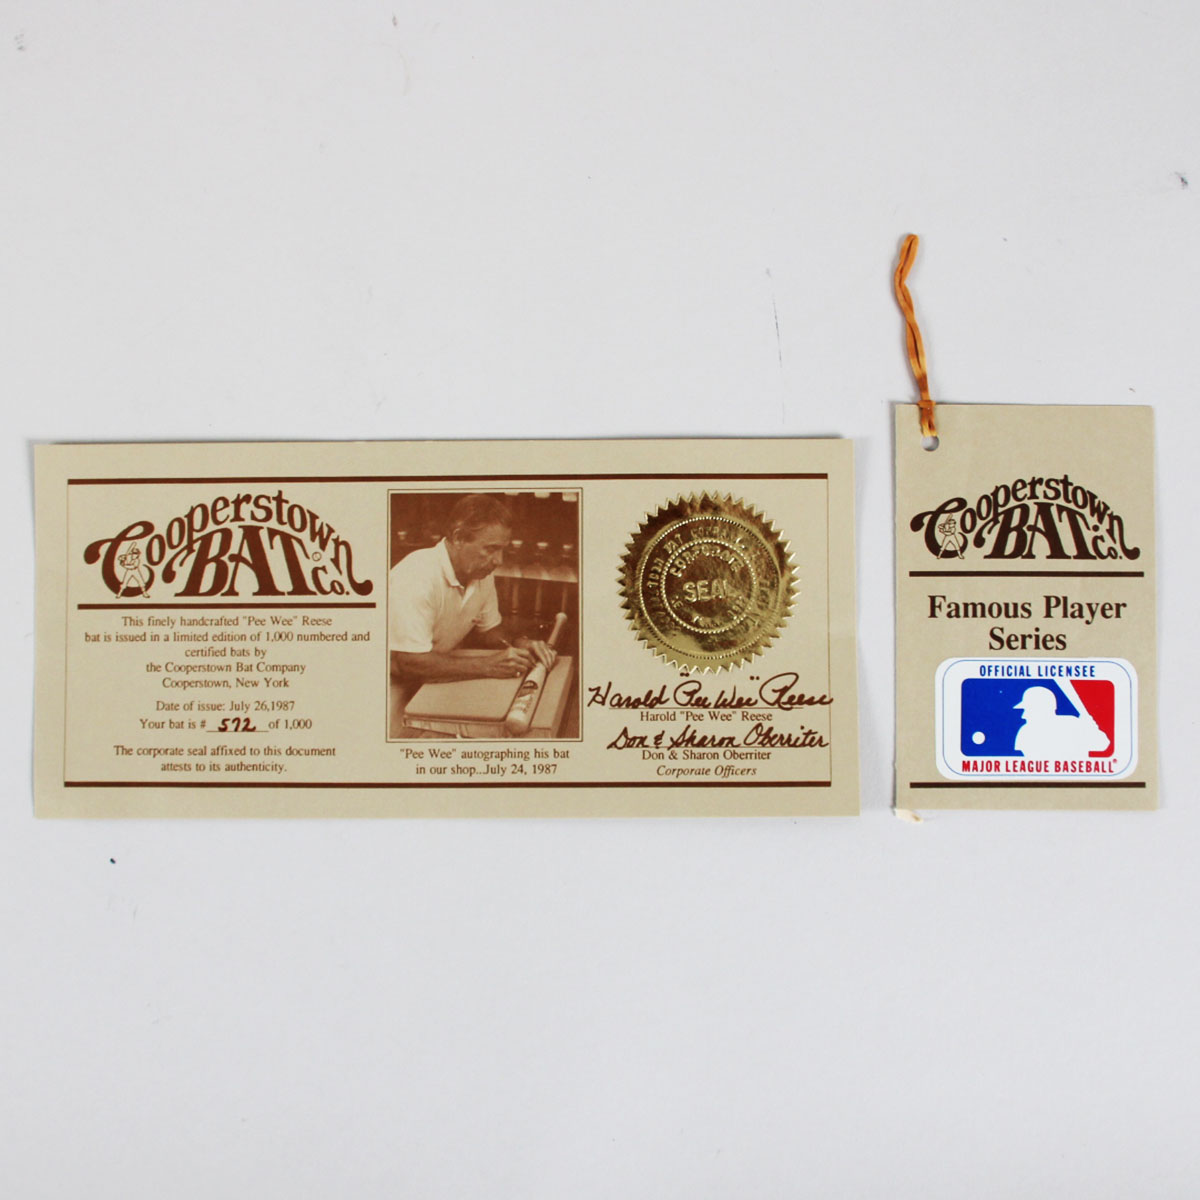 Cooperstown
BAT Co.
This finely handcrafted "Pee Wee" Reese
bat is issued in a limited edition of 1,000 numbered and
certified bats by
the Cooperstown Bat Company
Cooperstown, New York
Date of issue: July 26,1987
Your bat is # 572 of 1,000
The corporate seal affixed to this document
attests to its authenticity.
"Pee Wee" autographing his bat
in our shop...July 24, 1987
CORPORATE
SEAL
Harold "Pee Wee" Reese
Harold "Pee Wee" Reese
Don & Sharon Oberriter
Don & Sharon Oberriter
Corporate Officers
Cooperstown
BAT Co.
Famous Player
Series
OFFICIAL LICENSEE
MAJOR LEAGUE BASEBALL®